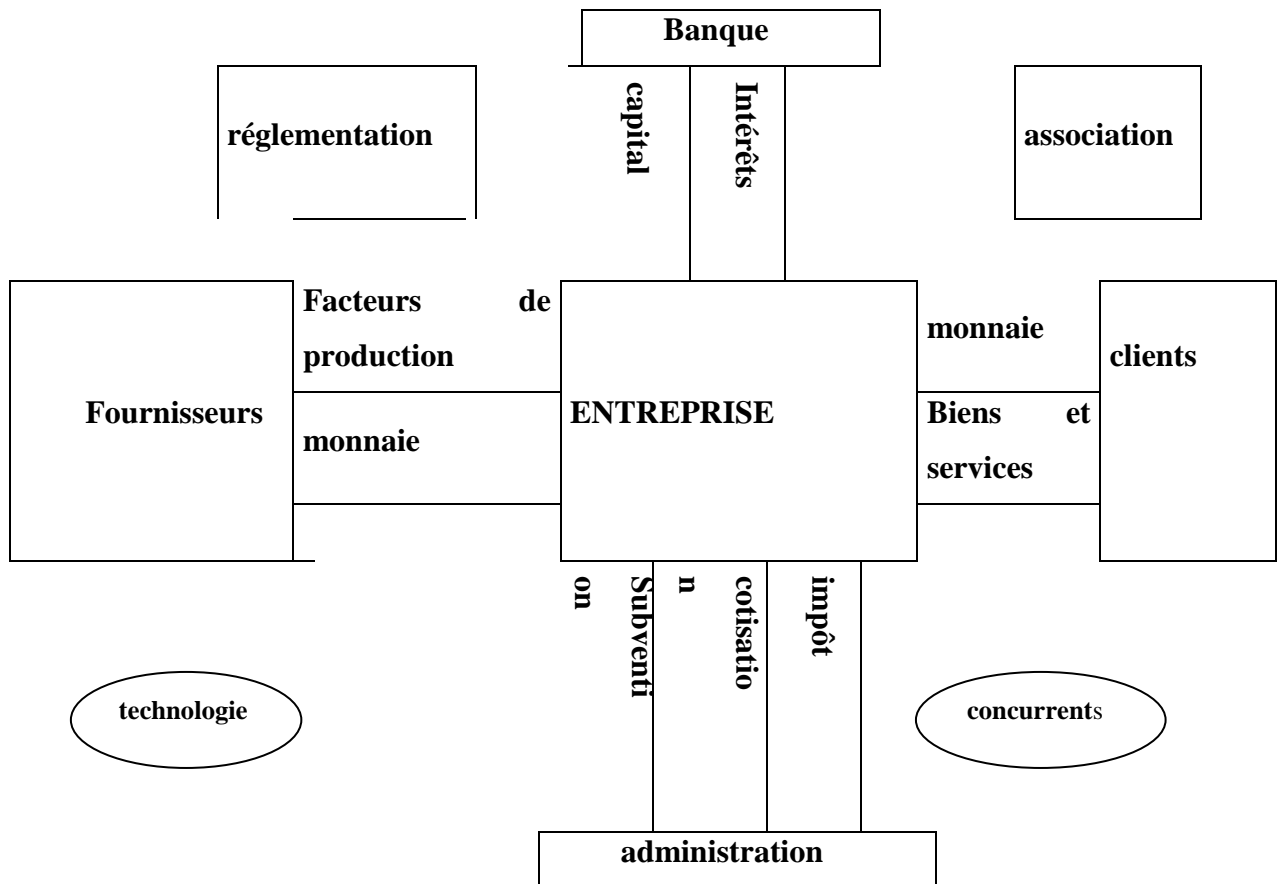 Banque
capital
Intérêts
réglementation
association
Facteurs de
production
monnaie
Fournisseurs
ENTREPRISE
monnaie
Biens et
services
clients
Subventi
on
cotisatio
n
impôt
technologie
concurrents
administration